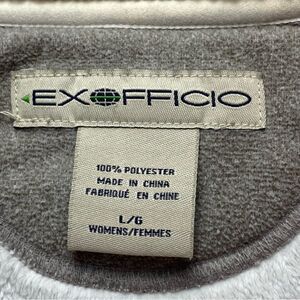 EXOFFICIO
100% POLYESTER
MADE IN CHINA
FABRIQUÉ EN CHINE
L/G
WOMENS/FEMMES